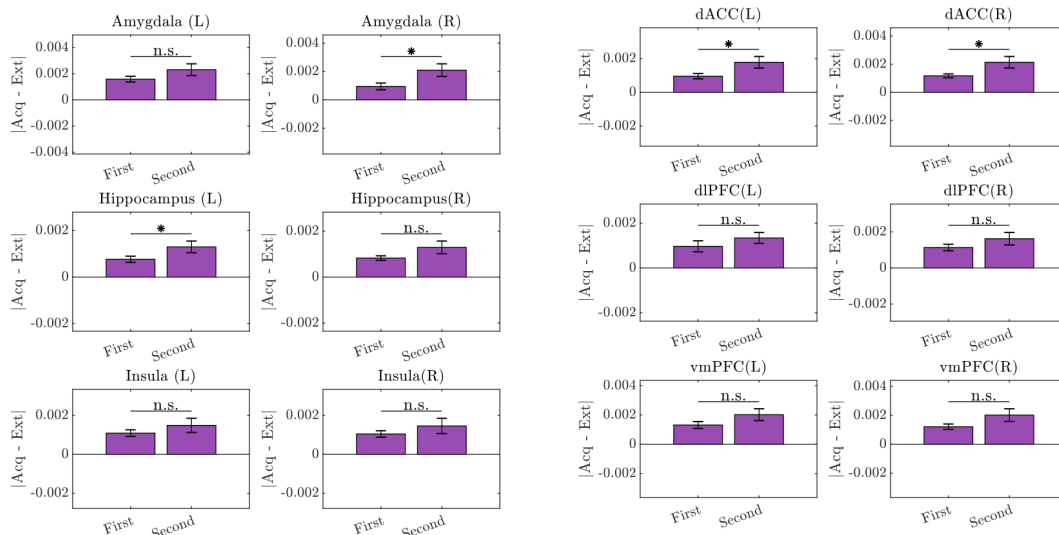 Amygdala (L)
|Acq - Ext|
0.004
0.002
0
-0.002
-0.004
n.s.
First
Second
Amygdala (R)
0.004
0.002
0
-0.002
*
First
Second
dACC(L)
|Acq - Ext|
0.002
0
-0.002
*
First
Second
dACC(R)
|Acq - Ext|
0.004
0.002
0
-0.002
*
First
Second
Hippocampus (L)
|Acq - Ext|
0.002
0
-0.002
*
First
Second
Hippocampus(R)
0.002
0
-0.002
n.s.
First
Second
dlPFC(L)
|Acq - Ext|
0.002
0
-0.002
n.s.
First
Second
dlPFC(R)
|Acq - Ext|
0.002
0
-0.002
n.s.
First
Second
Insula (L)
|Acq - Ext|
0.002
0
-0.002
n.s.
First
Second
Insula(R)
0.002
0
-0.002
n.s.
First
Second
vmPFC(L)
|Acq - Ext|
0.004
0.002
0
-0.002
n.s.
First
Second
vmPFC(R)
|Acq - Ext|
0.004
0.002
0
-0.002
n.s.
First
Second